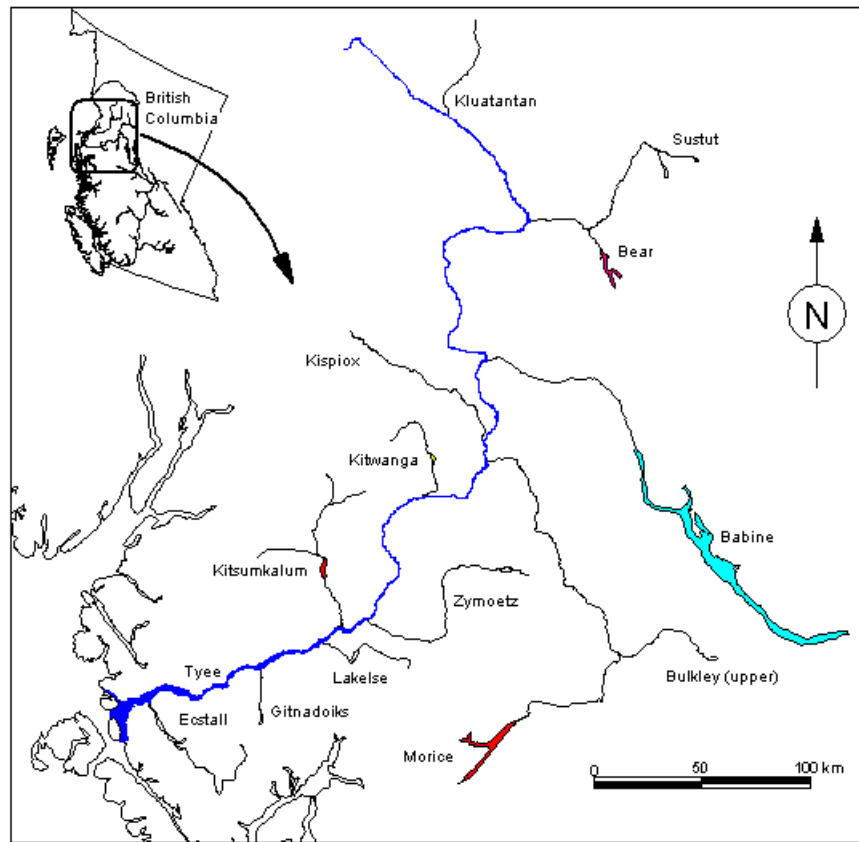 British
Columbia
Kluatantan
Sustut
Bear
N
Kispiox
Kitwanga
Babine
Kitsumkalum
Zymoetz
Tyee
Lakelse
Bulkley (upper)
Ecstall
Gitnadoiks
Morice
0 50 100 km